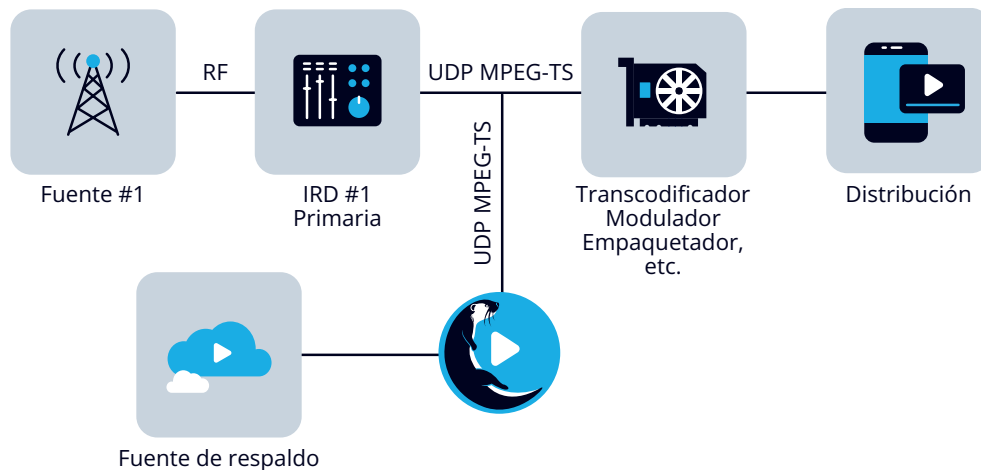 RF
UDP MPEG-TS
UDP MPEG-TS
Fuente #1
IRD #1
Primaria
Transcodificador
Modulador
Empaquetador,
etc.
Distribución
Fuente de respaldo